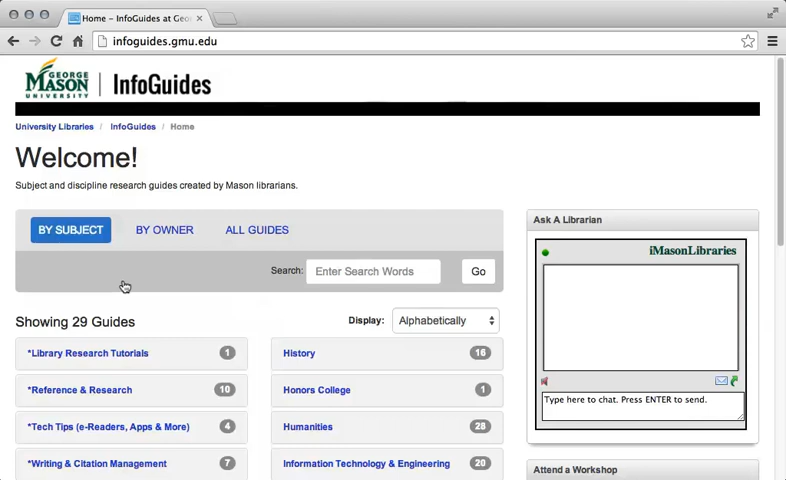 Home – InfoGuides at Geo
infoguides.gmu.edu
GEORGE
MASON
UNIVERSITY
InfoGuides
University Libraries / InfoGuides / Home
Welcome!
Subject and discipline research guides created by Mason librarians.
BY SUBJECT BY OWNER ALL GUIDES
Search: Enter Search Words Go
Showing 29 Guides
Display: Alphabetically
*Library Research Tutorials 1
*Reference & Research 10
*Tech Tips (e-Readers, Apps & More) 4
*Writing & Citation Management 7
History 16
Honors College 1
Humanities 28
Information Technology & Engineering 20
Ask A Librarian
iMasonLibraries
Type here to chat. Press ENTER to send.
Attend a Workshop